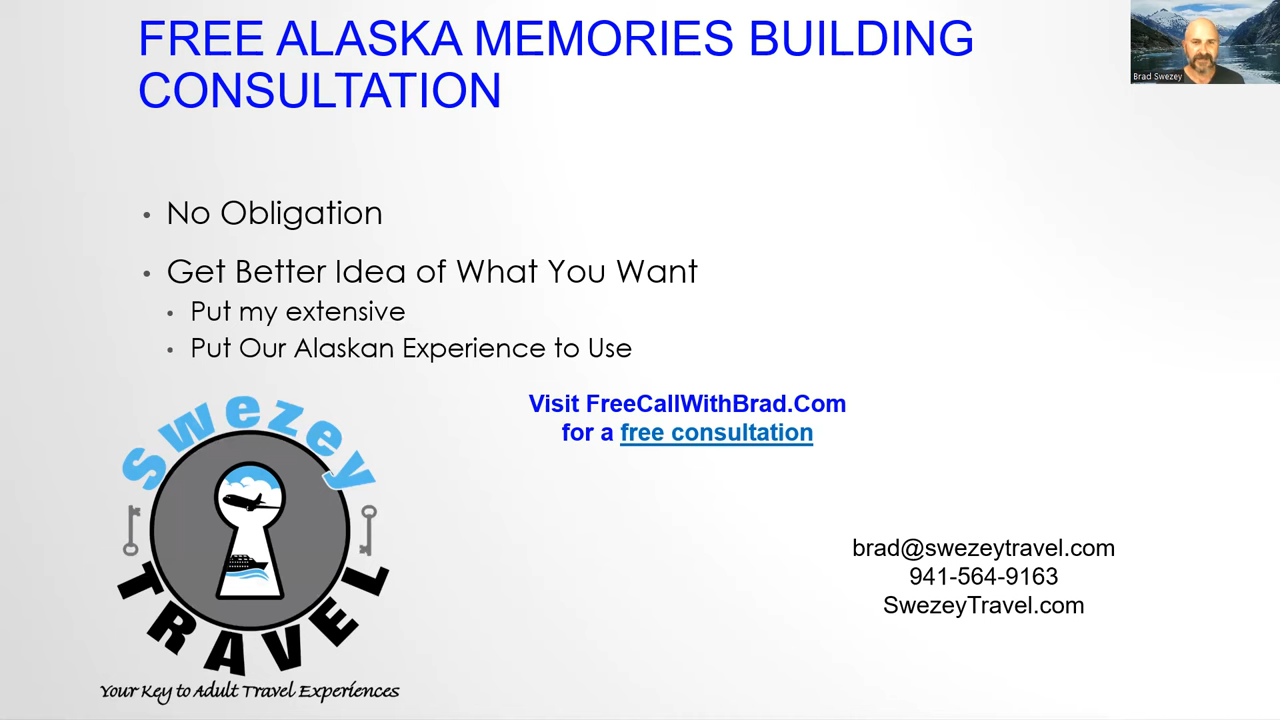 FREE ALASKA MEMORIES BUILDING
CONSULTATION
Brad Swezey
• No Obligation
• Get Better Idea of What You Want
• Put my extensive
• Put Our Alaskan Experience to Use
Visit FreeCallWithBrad.Com
for a free consultation
Swezey
TRAVEL
Your Key to Adult Travel Experiences
brad@swezeytravel.com
941-564-9163
SwezeyTravel.com